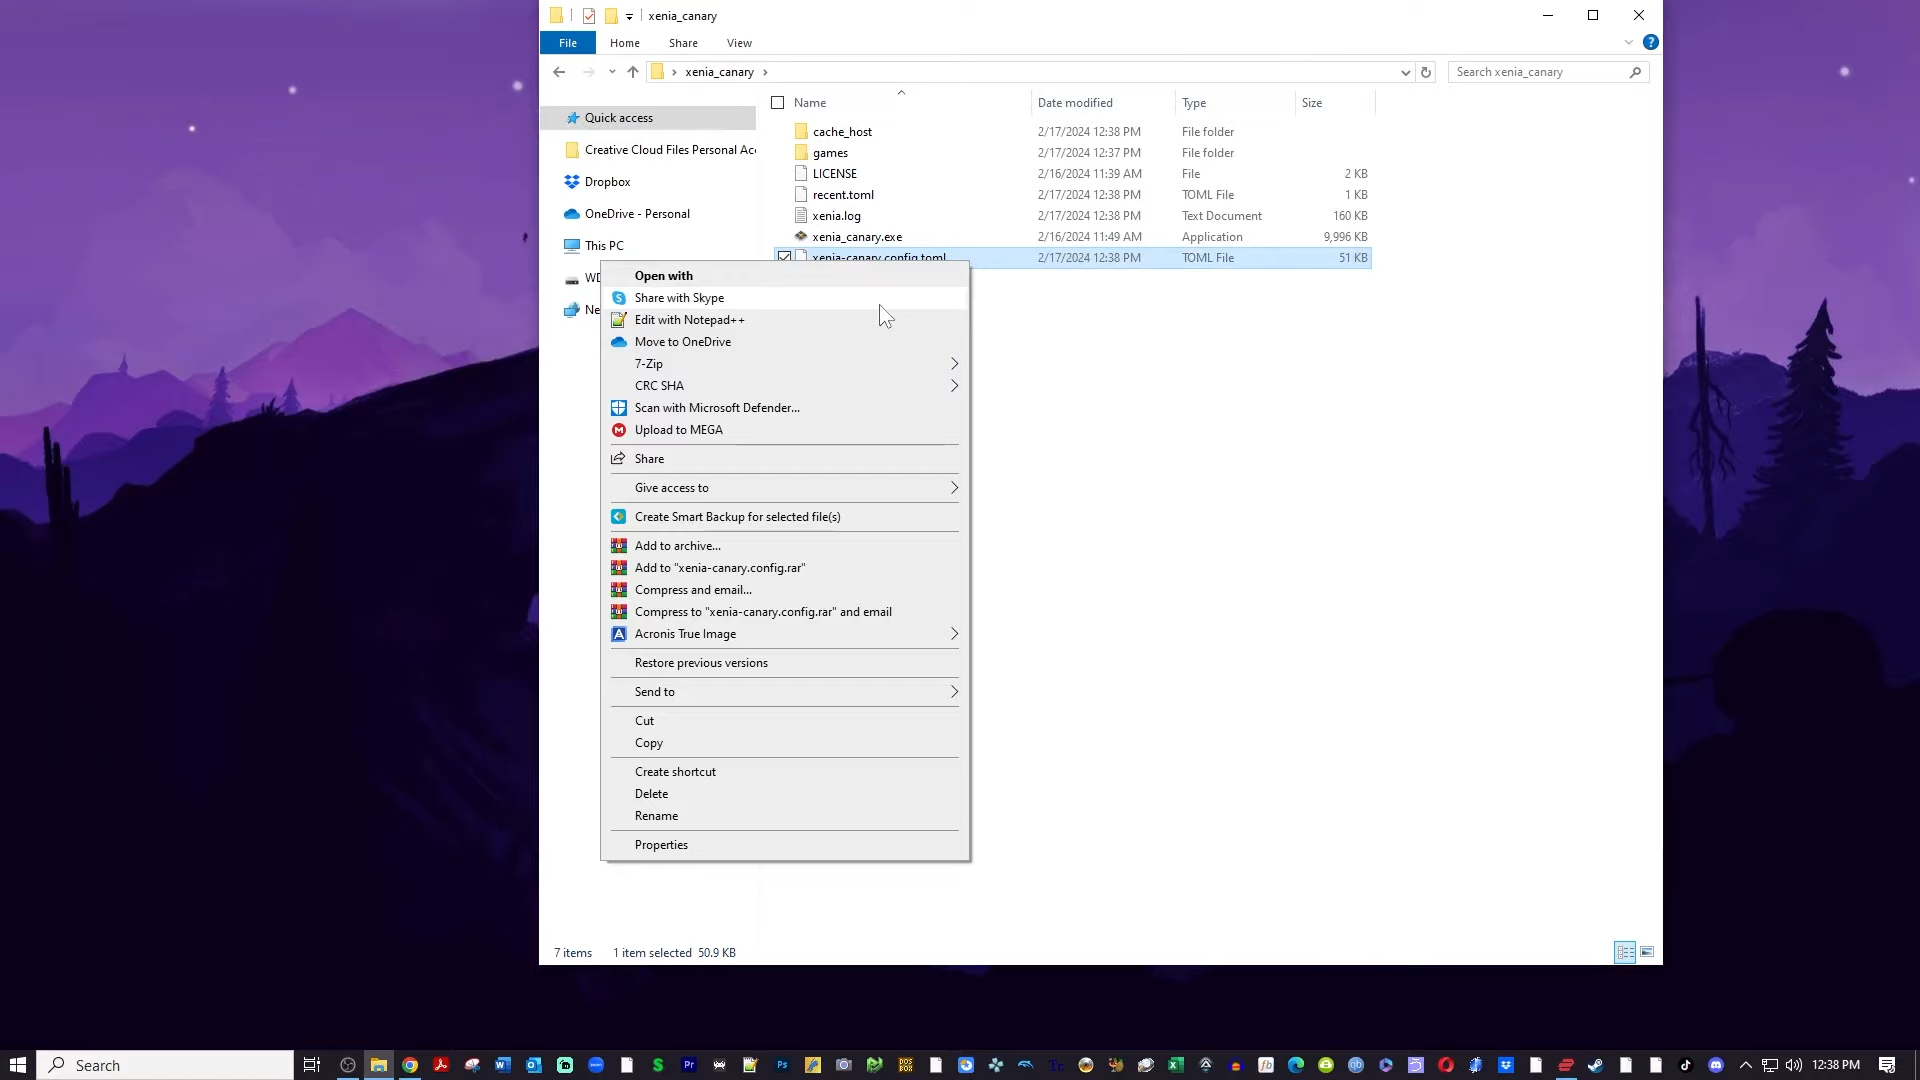 xenia_canary
File Home Share View
xenia_canary
Search xenia_canary
Name Date modified Type Size
Quick access
Creative Cloud Files Personal Acc
Dropbox
OneDrive - Personal
This PC
WD
Ne
cache_host 2/17/2024 12:38 PM File folder
games 2/17/2024 12:37 PM File folder
LICENSE 2/16/2024 11:39 AM File 2 KB
recent.toml 2/17/2024 12:38 PM TOML File 1 KB
xenia.log 2/17/2024 12:38 PM Text Document 160 KB
xenia_canary.exe 2/16/2024 11:49 AM Application 9,996 KB
xenia-canary.config.toml 2/17/2024 12:38 PM TOML File 51 KB
Open with
Share with Skype
Edit with Notepad++
Move to OneDrive
7-Zip
CRC SHA
Scan with Microsoft Defender...
Upload to MEGA
Share
Give access to
Create Smart Backup for selected file(s)
Add to archive...
Add to "xenia-canary.config.rar"
Compress and email...
Compress to "xenia-canary.config.rar" and email
Acronis True Image
Restore previous versions
Send to
Cut
Copy
Create shortcut
Delete
Rename
Properties
7 items 1 item selected 50.9 KB
Search
12:38 PM